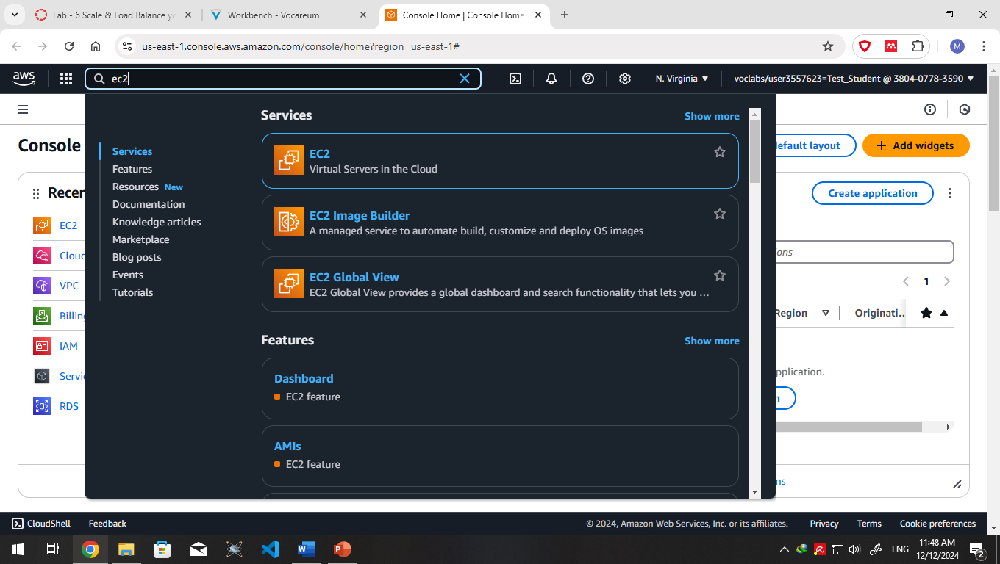 Lab - 6 Scale & Load Balance yo
Workbench - Vocareum
Console Home | Console Home
us-east-1.console.aws.amazon.com/console/home?region=us-east-1#
M
aws
ec2
N. Virginia
voclabs/user3557623=Test_Student @ 3804-0778-3590
Console
default layout
Add widgets
Services
Features
Resources New
Documentation
Knowledge articles
Marketplace
Blog posts
Events
Tutorials
Services
Show more
EC2
Virtual Servers in the Cloud
EC2 Image Builder
A managed service to automate build, customize and deploy OS images
EC2 Global View
EC2 Global View provides a global dashboard and search functionality that lets you ...
Features
Show more
Dashboard
EC2 feature
AMIs
EC2 feature
Recen
EC2
Cloud
VPC
Billing
IAM
Servi
RDS
Create application
ions
1
Region
Originati..
pplication.
n
ns
CloudShell
Feedback
© 2024, Amazon Web Services, Inc. or its affiliates.
Privacy
Terms
Cookie preferences
ENG
11:48 AM
12/12/2024
2